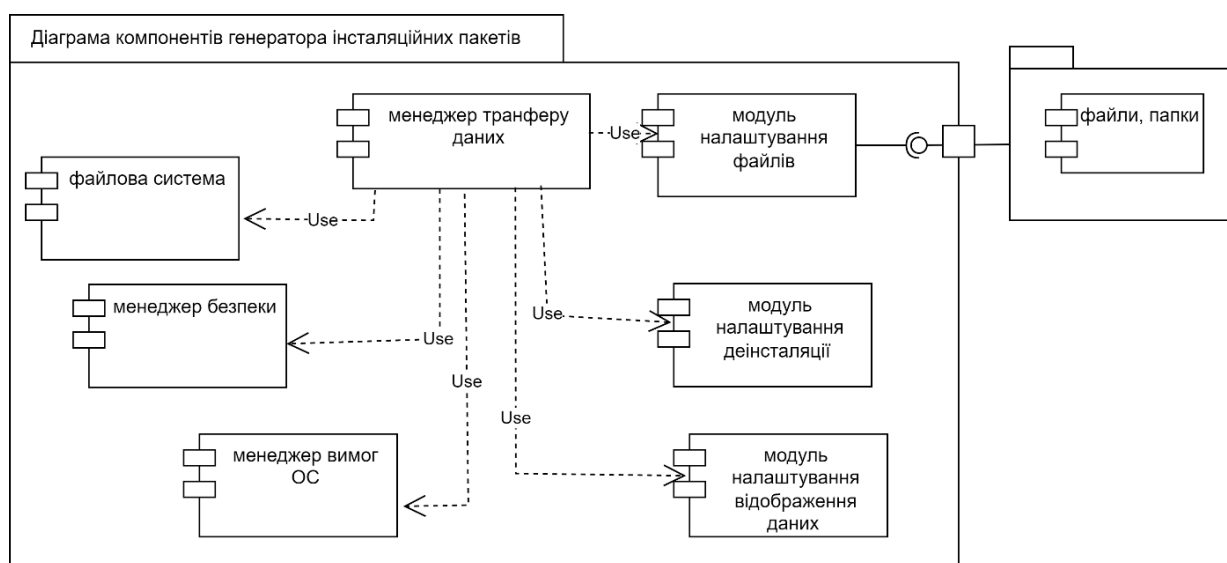 Діаграма компонентів генератора інсталяційних пакетів
менеджер транферу
даних
Use
модуль
налаштування
файлів
файли, папки
файлова система
Use
менеджер безпеки
Use
Use
модуль
налаштування
деінсталяції
Use
Use
менеджер вимог
ОС
модуль
налаштування
відображення
даних